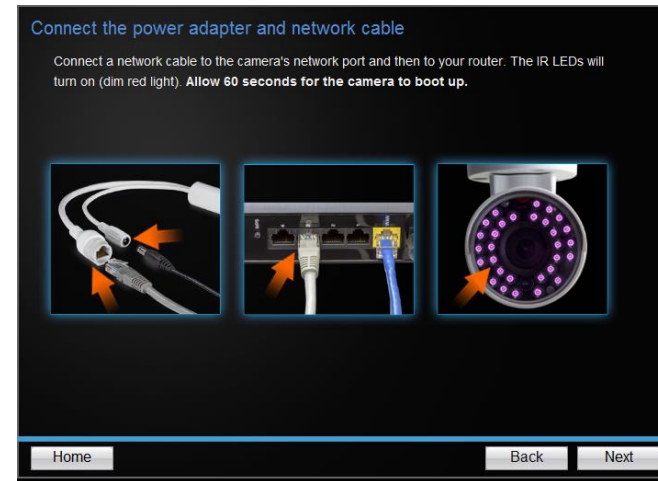 Connect the power adapter and network cable
Connect a network cable to the camera's network port and then to your router. The IR LEDs will
turn on (dim red light). Allow 60 seconds for the camera to boot up.
Home
Back
Next